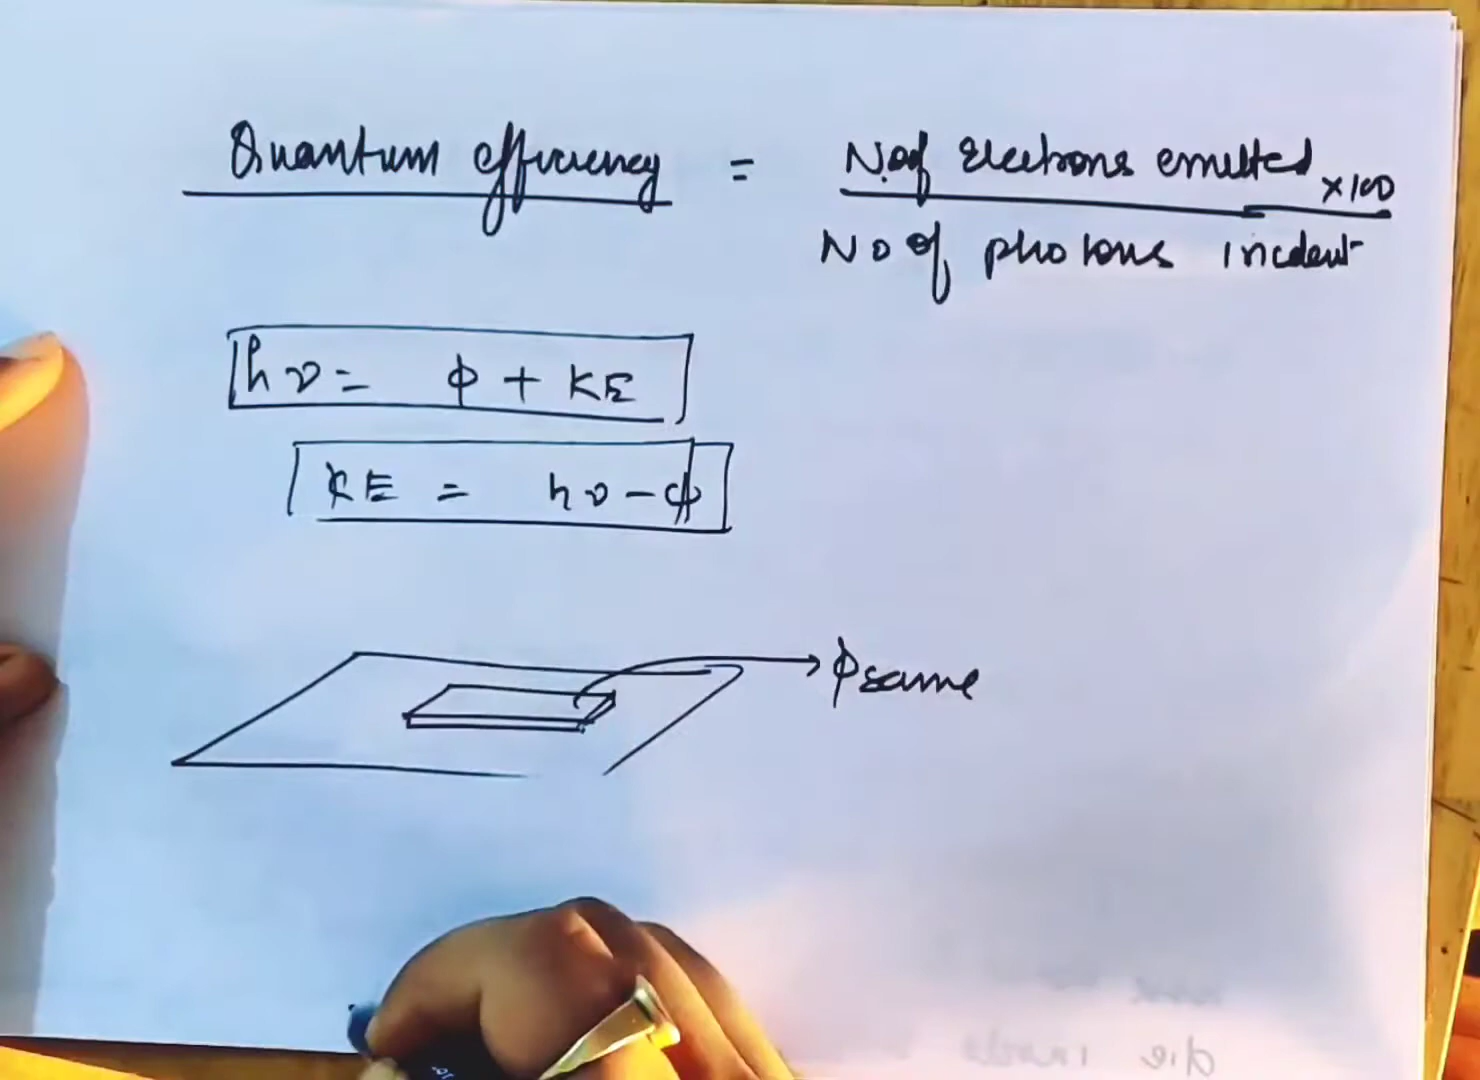 Quantum efficiency = No.of Electrons emitted ×100
No of photons incident
hν = ϕ + KE
KE = hν - ϕ
ϕ same